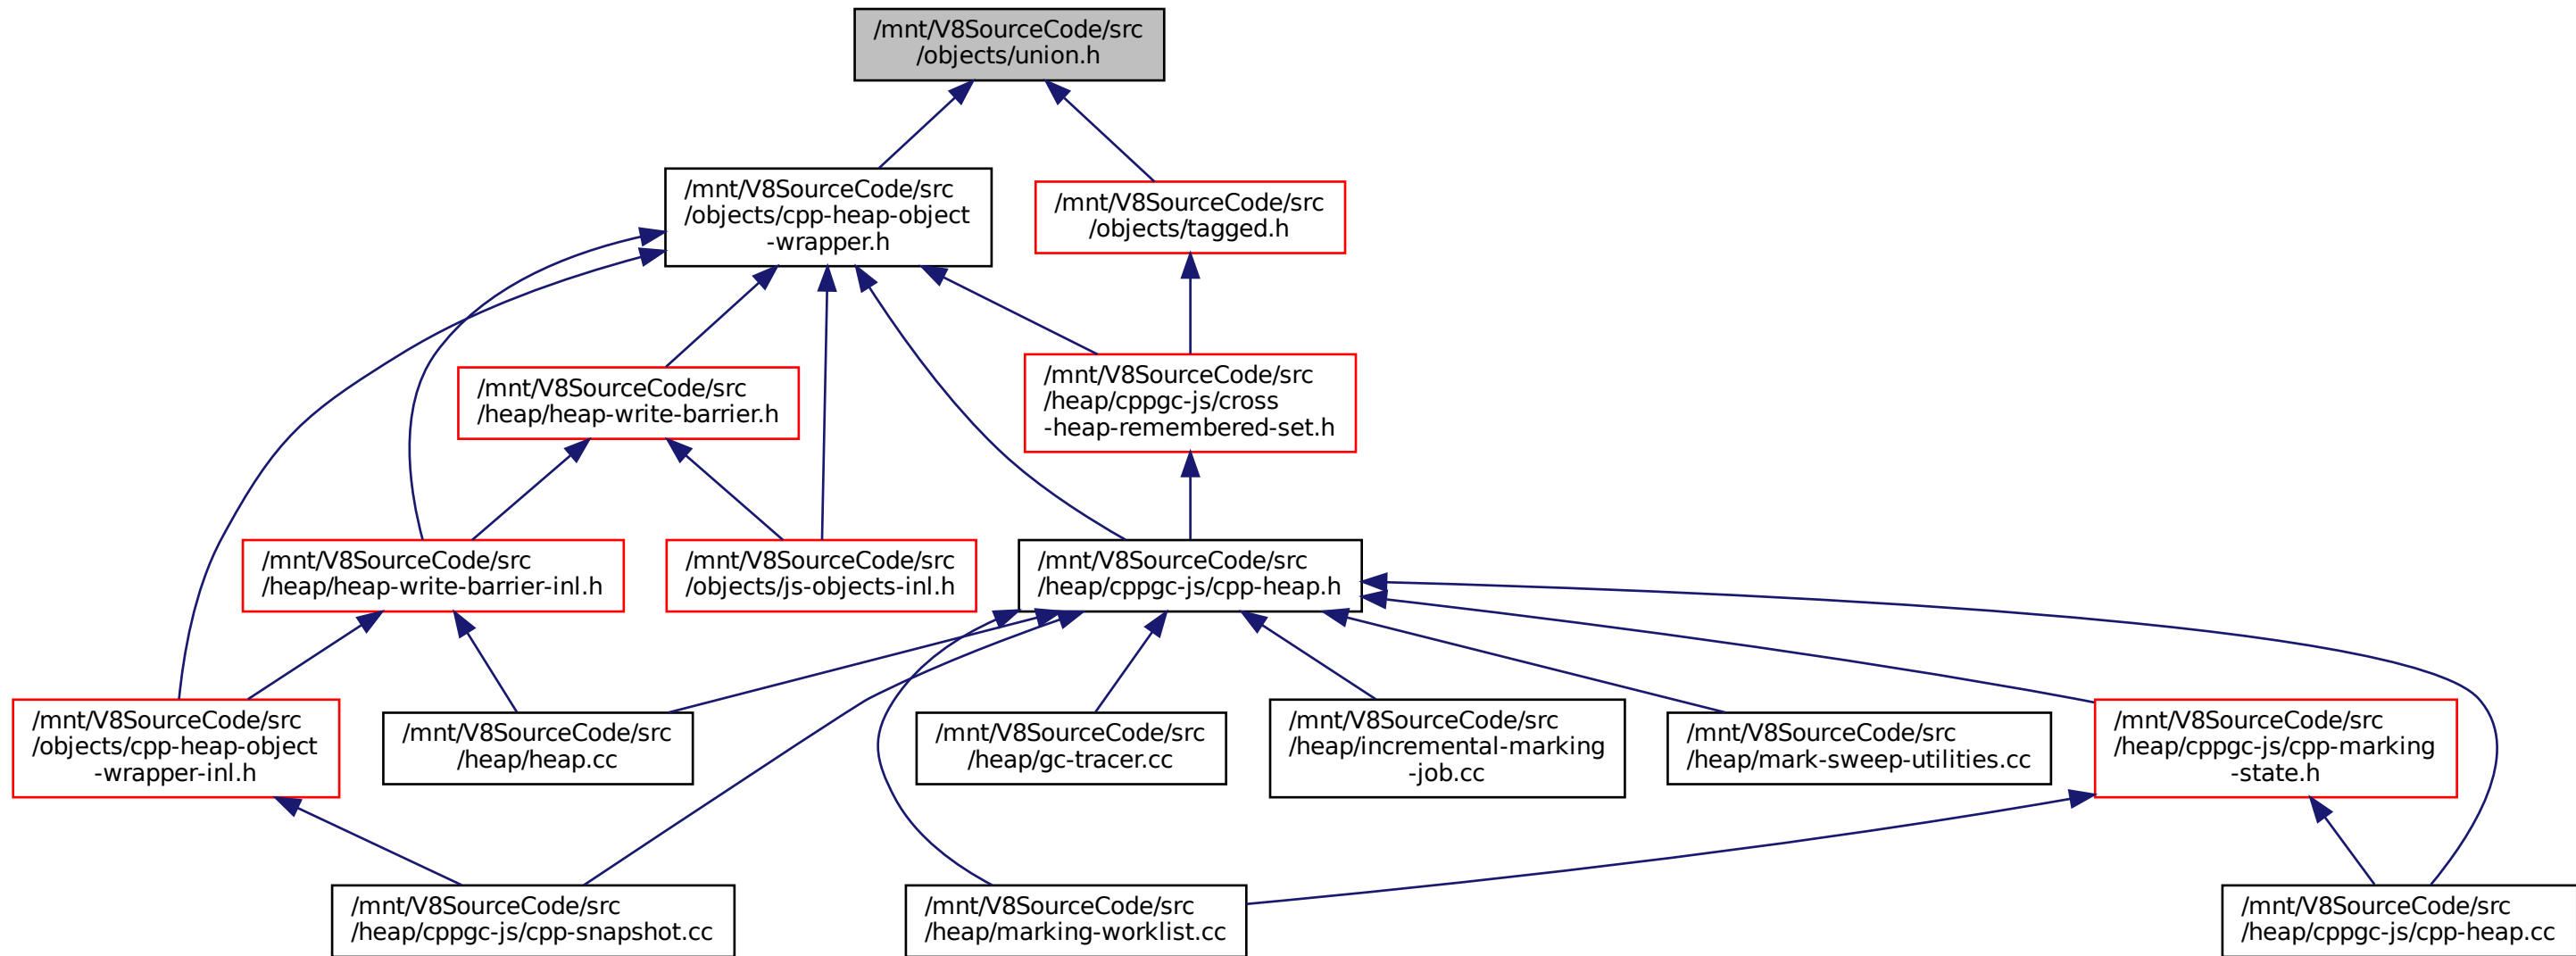 /mnt/V8SourceCode/src
/objects/union.h
/mnt/V8SourceCode/src
/objects/cpp-heap-object
-wrapper.h
/mnt/V8SourceCode/src
/objects/tagged.h
/mnt/V8SourceCode/src
/heap/heap-write-barrier.h
/mnt/V8SourceCode/src
/heap/cppgc-js/cross
-heap-remembered-set.h
/mnt/V8SourceCode/src
/heap/heap-write-barrier-inl.h
/mnt/V8SourceCode/src
/objects/js-objects-inl.h
/mnt/V8SourceCode/src
/heap/cppgc-js/cpp-heap.h
/mnt/V8SourceCode/src
/objects/cpp-heap-object
-wrapper-inl.h
/mnt/V8SourceCode/src
/heap/heap.cc
/mnt/V8SourceCode/src
/heap/gc-tracer.cc
/mnt/V8SourceCode/src
/heap/incremental-marking
-job.cc
/mnt/V8SourceCode/src
/heap/mark-sweep-utilities.cc
/mnt/V8SourceCode/src
/heap/cppgc-js/cpp-marking
-state.h
/mnt/V8SourceCode/src
/heap/cppgc-js/cpp-snapshot.cc
/mnt/V8SourceCode/src
/heap/marking-worklist.cc
/mnt/V8SourceCode/src
/heap/cppgc-js/cpp-heap.cc